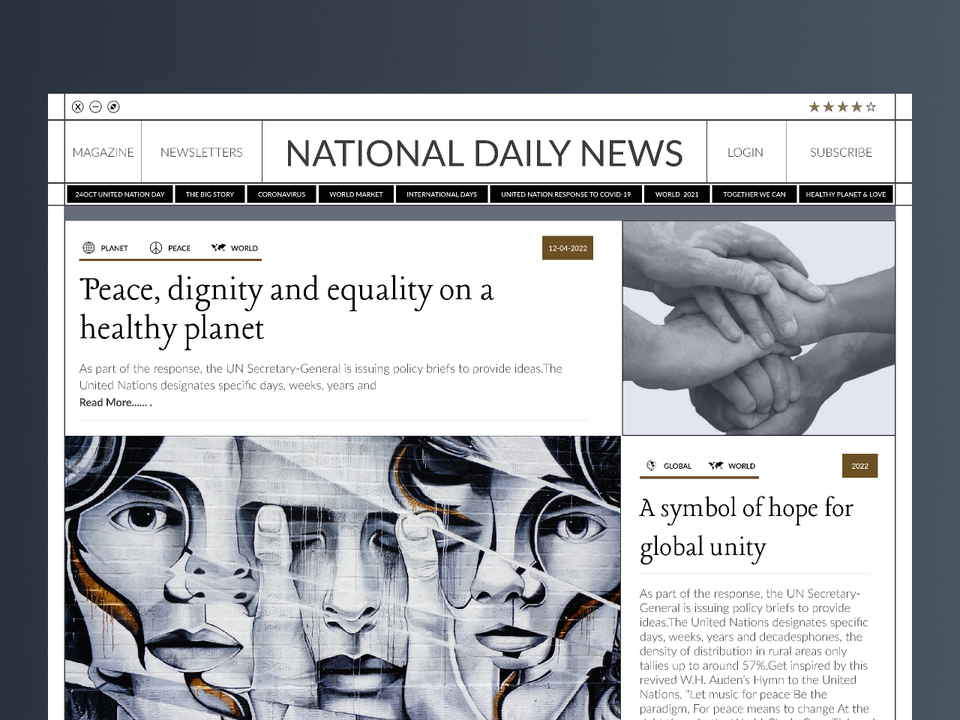 MAGAZINE
NEWSLETTERS
NATIONAL DAILY NEWS
LOGIN
SUBSCRIBE
24OCT UNITED NATION DAY
THE BIG STORY
CORONAVIRUS
WORLD MARKET
INTERNATIONAL DAYS
UNITED NATION RESPONSE TO COVID-19
WORLD 2021
TOGETHER WE CAN
HEALTHY PLANET & LOVE
PLANET
PEACE
WORLD
12-04-2022
Peace, dignity and equality on a
healthy planet
As part of the response, the UN Secretary-General is issuing policy briefs to provide ideas.The
United Nations designates specific days, weeks, years and
Read More...... .
GLOBAL
WORLD
2022
A symbol of hope for
global unity
As part of the response, the UN Secretary-
General is issuing policy briefs to provide
ideas.The United Nations designates specific
days, weeks, years and decadesphones, the
density of distribution in rural areas only
tallies up to around 57%.Get inspired by this
revived W.H. Auden's Hymn to the United
Nations. "Let music for peace Be the
paradigm, For peace means to change At the